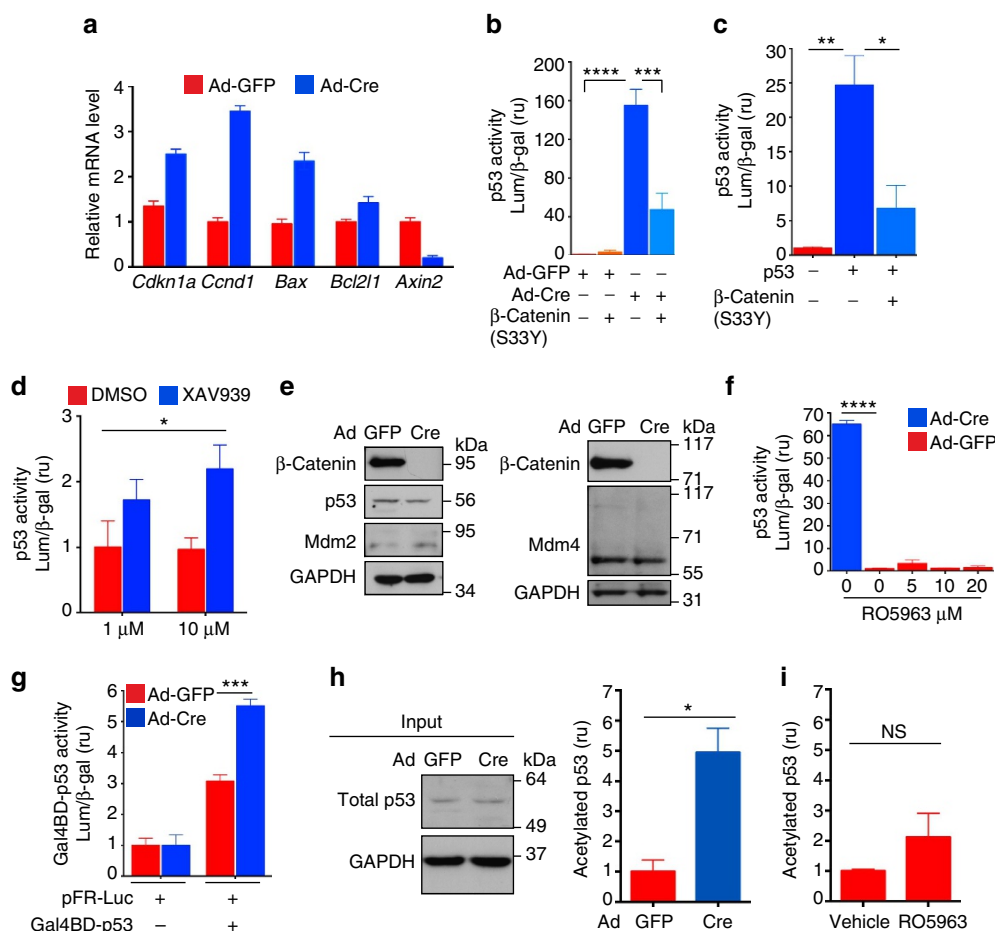 a
Ad-GFP Ad-Cre
Relative mRNA level
4
3
2
1
0
Cdkn1a Ccnd1 Bax Bcl2l1 Axin2
b
**** ***
p53 activity
Lum/β-gal (ru)
200
160
120
80
40
0
Ad-GFP + + – –
Ad-Cre – – + +
β-Catenin – + – +
(S33Y)
c
** *
p53 activity
Lum/β-gal (ru)
30
25
20
15
10
5
0
p53 – + +
β-Catenin – – +
(S33Y)
d
DMSO XAV939
*
p53 activity
Lum/β-gal (ru)
3
2
1
0
1 μM 10 μM
e
Ad GFP Cre kDa
β-Catenin 95
p53 56
Mdm2 95
GAPDH 34
Ad GFP Cre kDa
β-Catenin 117
71
117
Mdm4 71
55
GAPDH 31
f
****
Ad-Cre
Ad-GFP
p53 activity
Lum/β-gal (ru)
70
60
50
40
30
20
10
0
0 0 5 10 20
RO5963 μM
g
Ad-GFP
Ad-Cre
***
Gal4BD-p53 activity
Lum/β-gal (ru)
6
5
4
3
2
1
0
pFR-Luc + +
Gal4BD-p53 – +
h
Input
Ad GFP Cre kDa
64
Total p53
49
37
GAPDH
*
Acetylated p53 (ru)
7
6
5
4
3
2
1
0
Ad GFP Cre
i
NS
Acetylated p53 (ru)
7
6
5
4
3
2
1
0
Vehicle RO5963